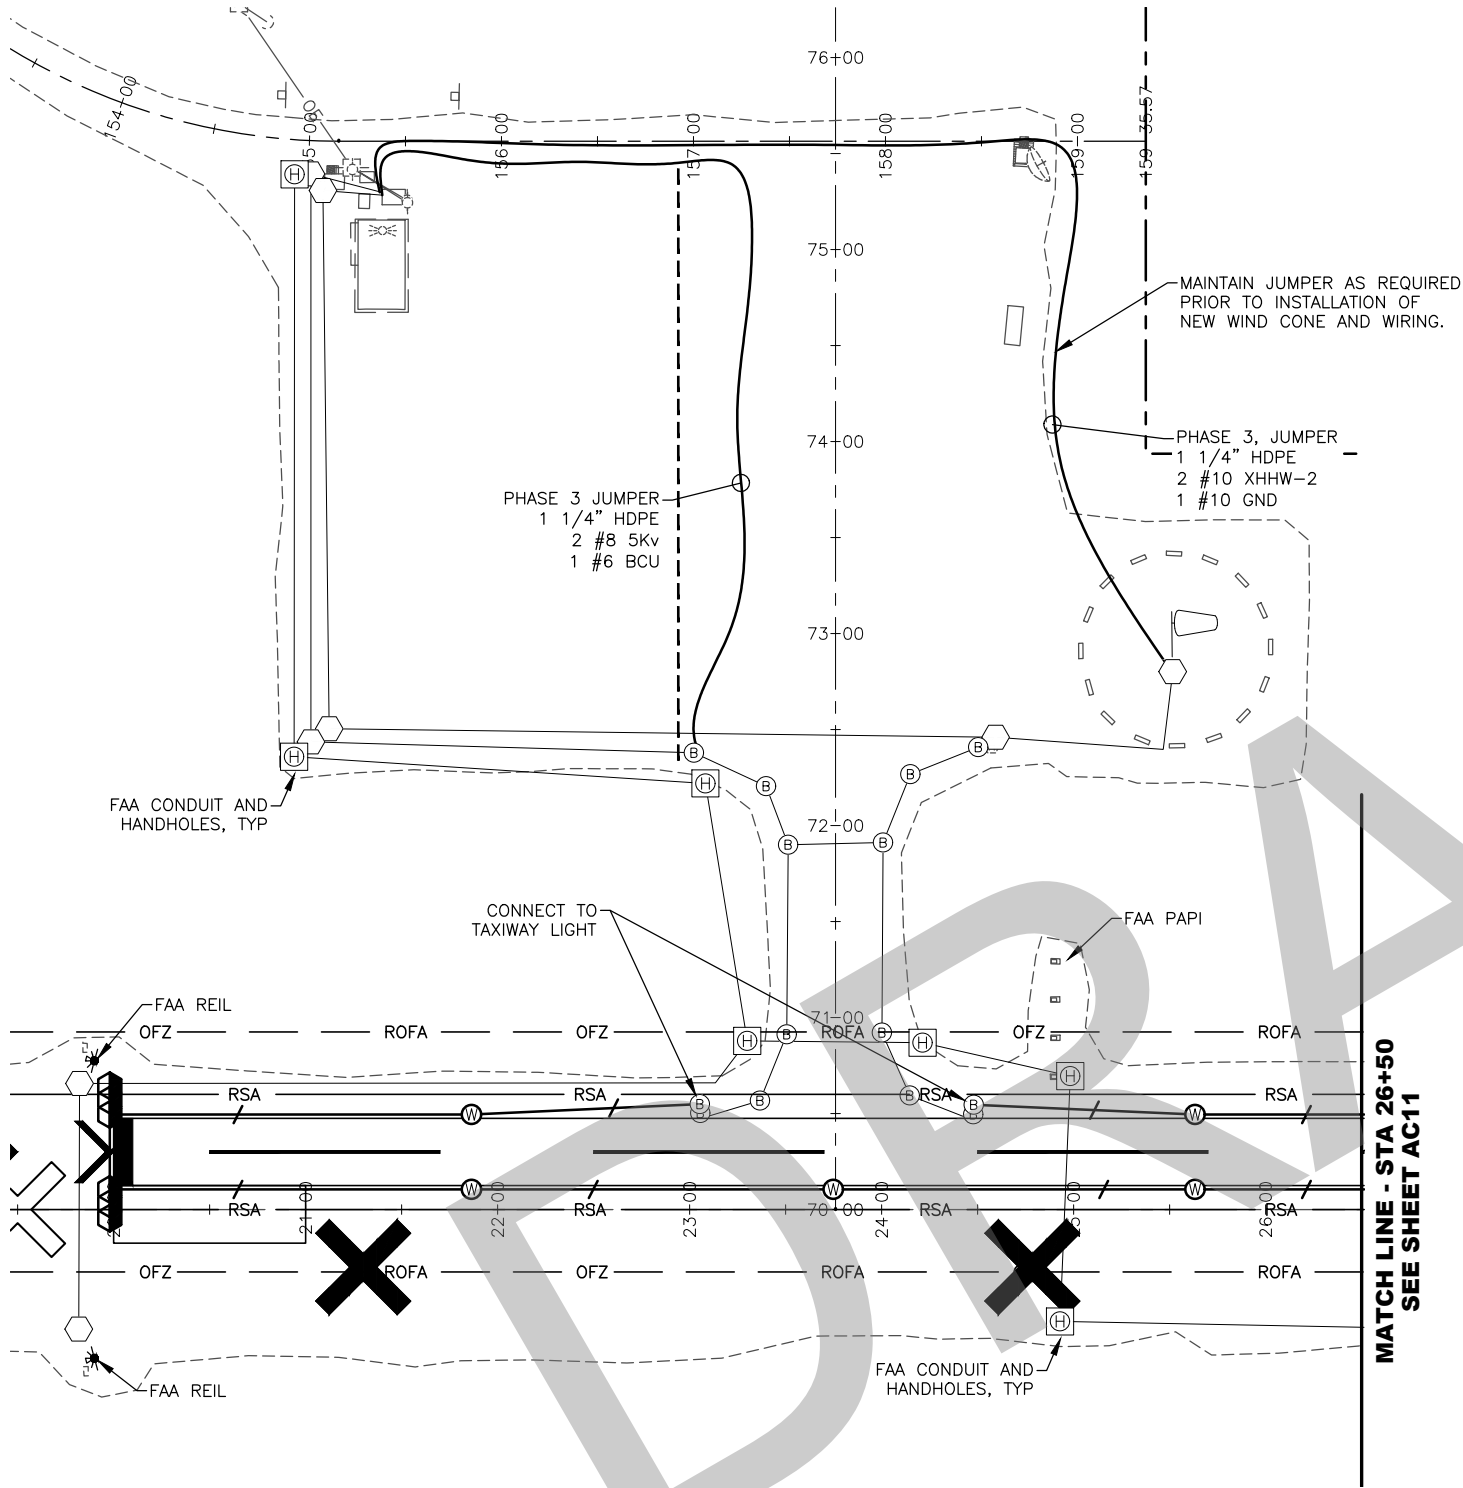 76+00
154+00
156+00
157+00
158+00
159+00
159+35.57
75+00
MAINTAIN JUMPER AS REQUIRED
PRIOR TO INSTALLATION OF
NEW WIND CONE AND WIRING.
74+00
PHASE 3, JUMPER
1 1/4" HDPE
2 #10 XHHW-2
1 #10 GND
PHASE 3 JUMPER
1 1/4" HDPE
2 #8 5Kv
1 #6 BCU
73+00
H
H
B
B
B
B
H
B
B
FAA CONDUIT AND
HANDHOLES, TYP
72+00
CONNECT TO
TAXIWAY LIGHT
FAA PAPI
FAA REIL
71+00
OFZ ROFA OFZ ROFA OFZ ROFA
H
B
B
H
H
RSA RSA RSA RSA
B
B
B
B
B
B
W
W
W
W
W
21+00
22+00
23+00
70+00
24+00
26+00
RSA RSA RSA RSA
OFZ ROFA OFZ ROFA ROFA
H
FAA CONDUIT AND
HANDHOLES, TYP
FAA REIL
MATCH LINE - STA 26+50
SEE SHEET AC11
DRA